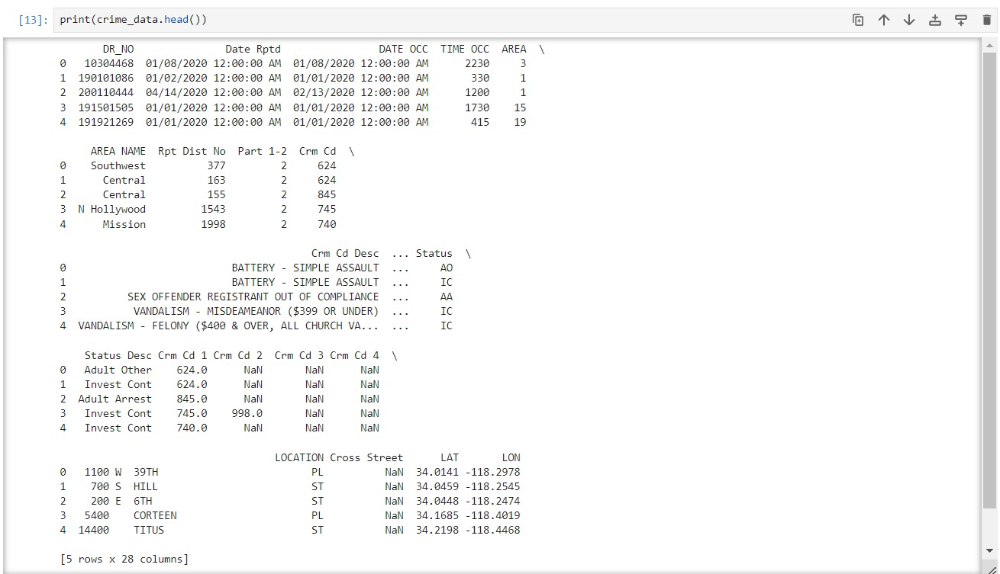 [13]: print(crime_data.head())
DR_NO Date Rptd DATE OCC TIME OCC AREA \
0 10304468 01/08/2020 12:00:00 AM 01/08/2020 12:00:00 AM 2230 3
1 190101086 01/02/2020 12:00:00 AM 01/01/2020 12:00:00 AM 330 1
2 200110444 04/14/2020 12:00:00 AM 02/13/2020 12:00:00 AM 1200 1
3 191501505 01/01/2020 12:00:00 AM 01/01/2020 12:00:00 AM 1730 15
4 191921269 01/01/2020 12:00:00 AM 01/01/2020 12:00:00 AM 415 19
AREA NAME Rpt Dist No Part 1-2 Crm Cd \
0 Southwest 377 2 624
1 Central 163 2 624
2 Central 155 2 845
3 N Hollywood 1543 2 745
4 Mission 1998 2 740
Crm Cd Desc ... Status \
0 BATTERY - SIMPLE ASSAULT ... AO
1 BATTERY - SIMPLE ASSAULT ... IC
2 SEX OFFENDER REGISTRANT OUT OF COMPLIANCE ... AA
3 VANDALISM - MISDEAMEANOR ($399 OR UNDER) ... IC
4 VANDALISM - FELONY ($400 & OVER, ALL CHURCH VA... ... IC
Status Desc Crm Cd 1 Crm Cd 2 Crm Cd 3 Crm Cd 4 \
0 Adult Other 624.0 NaN NaN NaN
1 Invest Cont 624.0 NaN NaN NaN
2 Adult Arrest 845.0 NaN NaN NaN
3 Invest Cont 745.0 998.0 NaN NaN
4 Invest Cont 740.0 NaN NaN NaN
LOCATION Cross Street LAT LON
0 1100 W 39TH PL NaN 34.0141 -118.2978
1 700 S HILL ST NaN 34.0459 -118.2545
2 200 E 6TH ST NaN 34.0448 -118.2474
3 5400 CORTEEN PL NaN 34.1685 -118.4019
4 14400 TITUS ST NaN 34.2198 -118.4468
[5 rows x 28 columns]